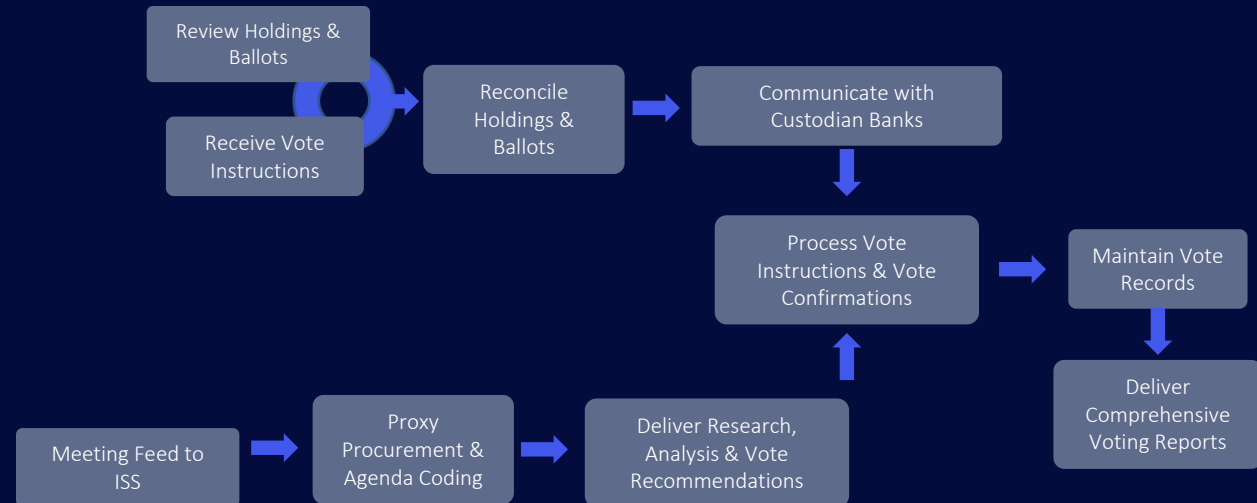 Review Holdings &
Ballots
Receive Vote
Instructions
Reconcile
Holdings &
Ballots
Communicate with
Custodian Banks
Process Vote
Instructions & Vote
Confirmations
Maintain Vote
Records
Deliver
Comprehensive
Voting Reports
Meeting Feed to
ISS
Proxy
Procurement &
Agenda Coding
Deliver Research,
Analysis & Vote
Recommendations